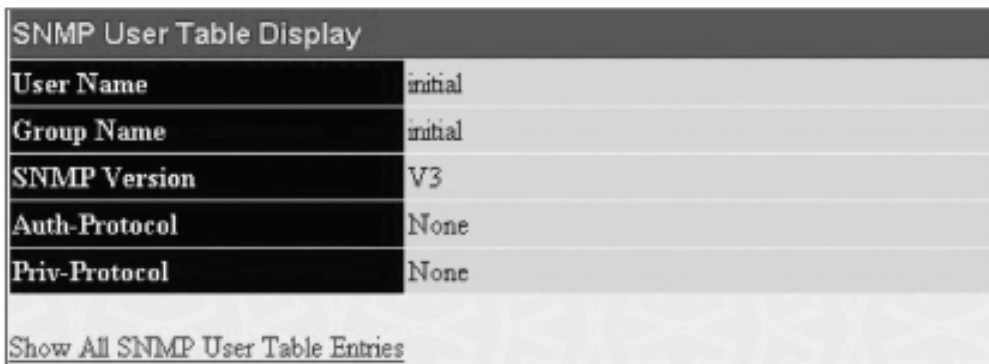 SNMP User Table Display
User Name initial
Group Name initial
SNMP Version V3
Auth-Protocol None
Priv-Protocol None
Show All SNMP User Table Entries